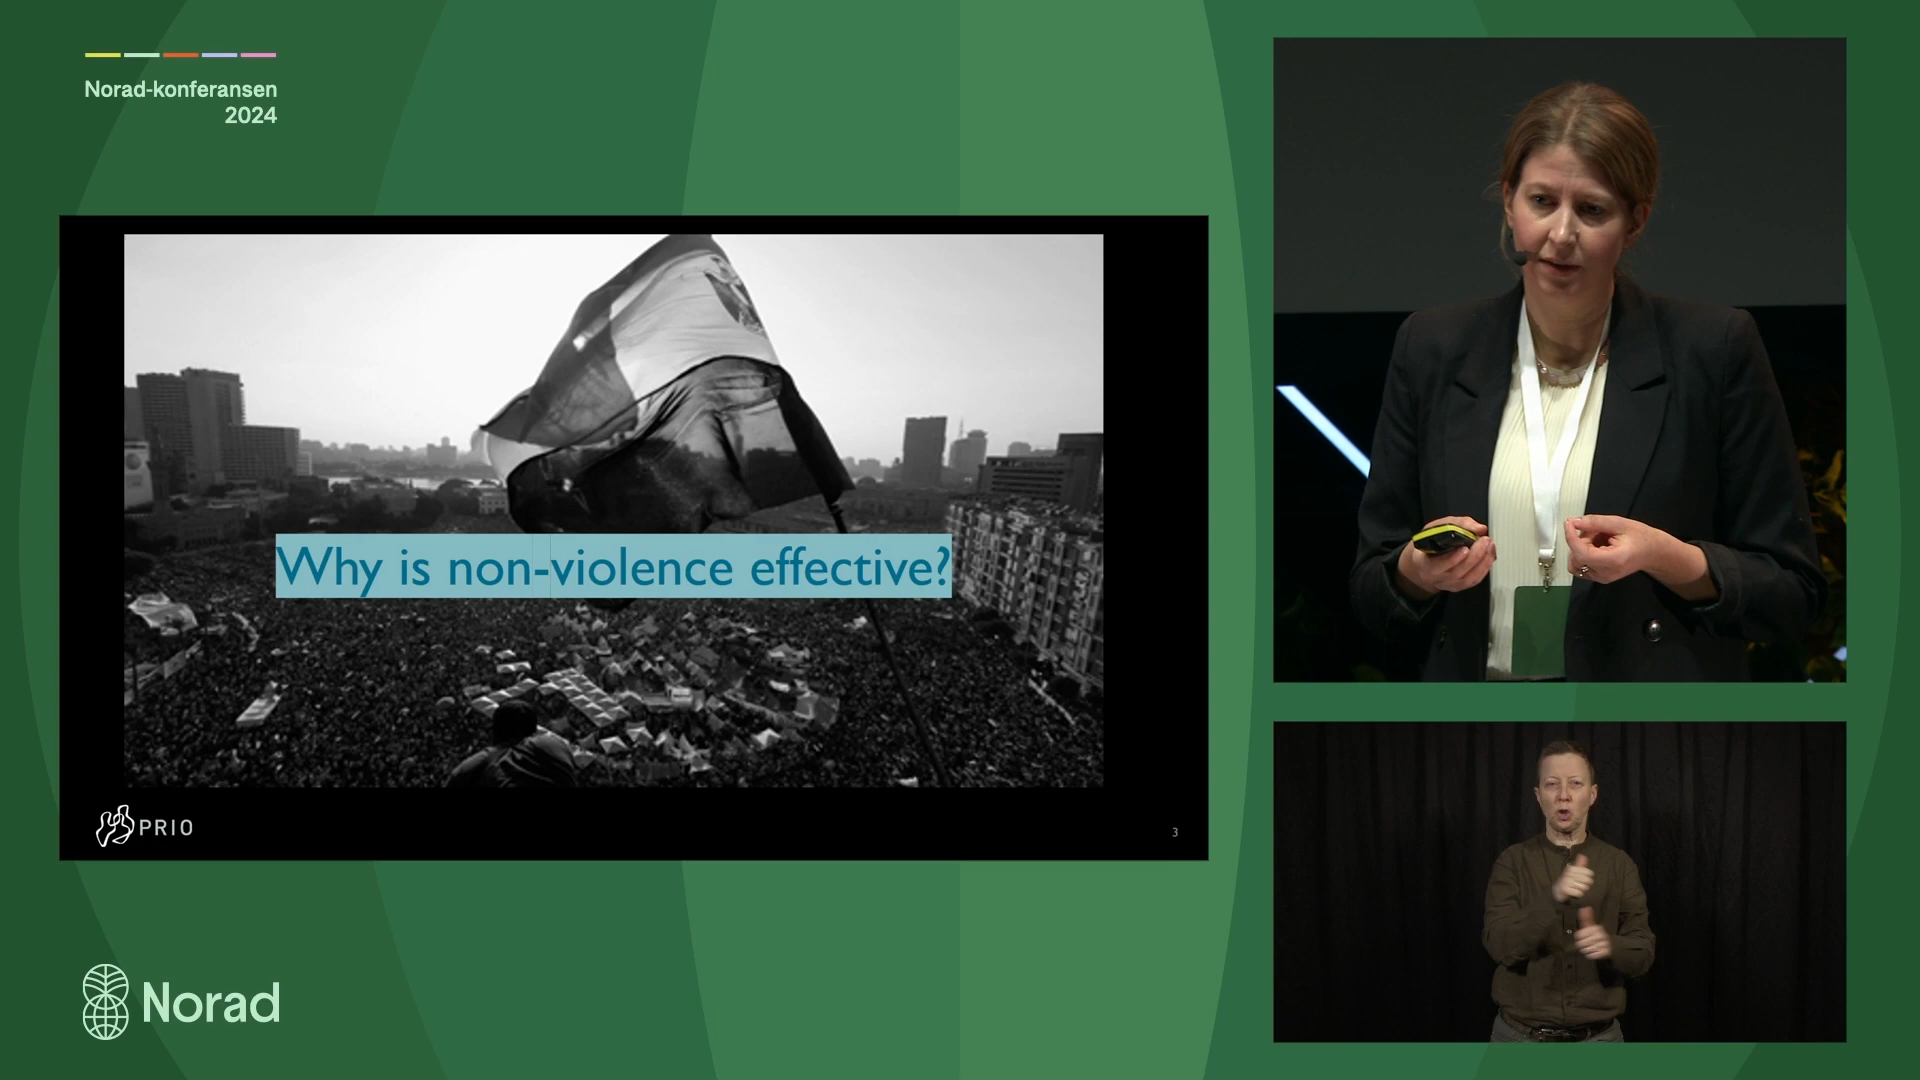 Norad-konferansen
2024
Why is non-violence effective?
PRIO
3
Norad